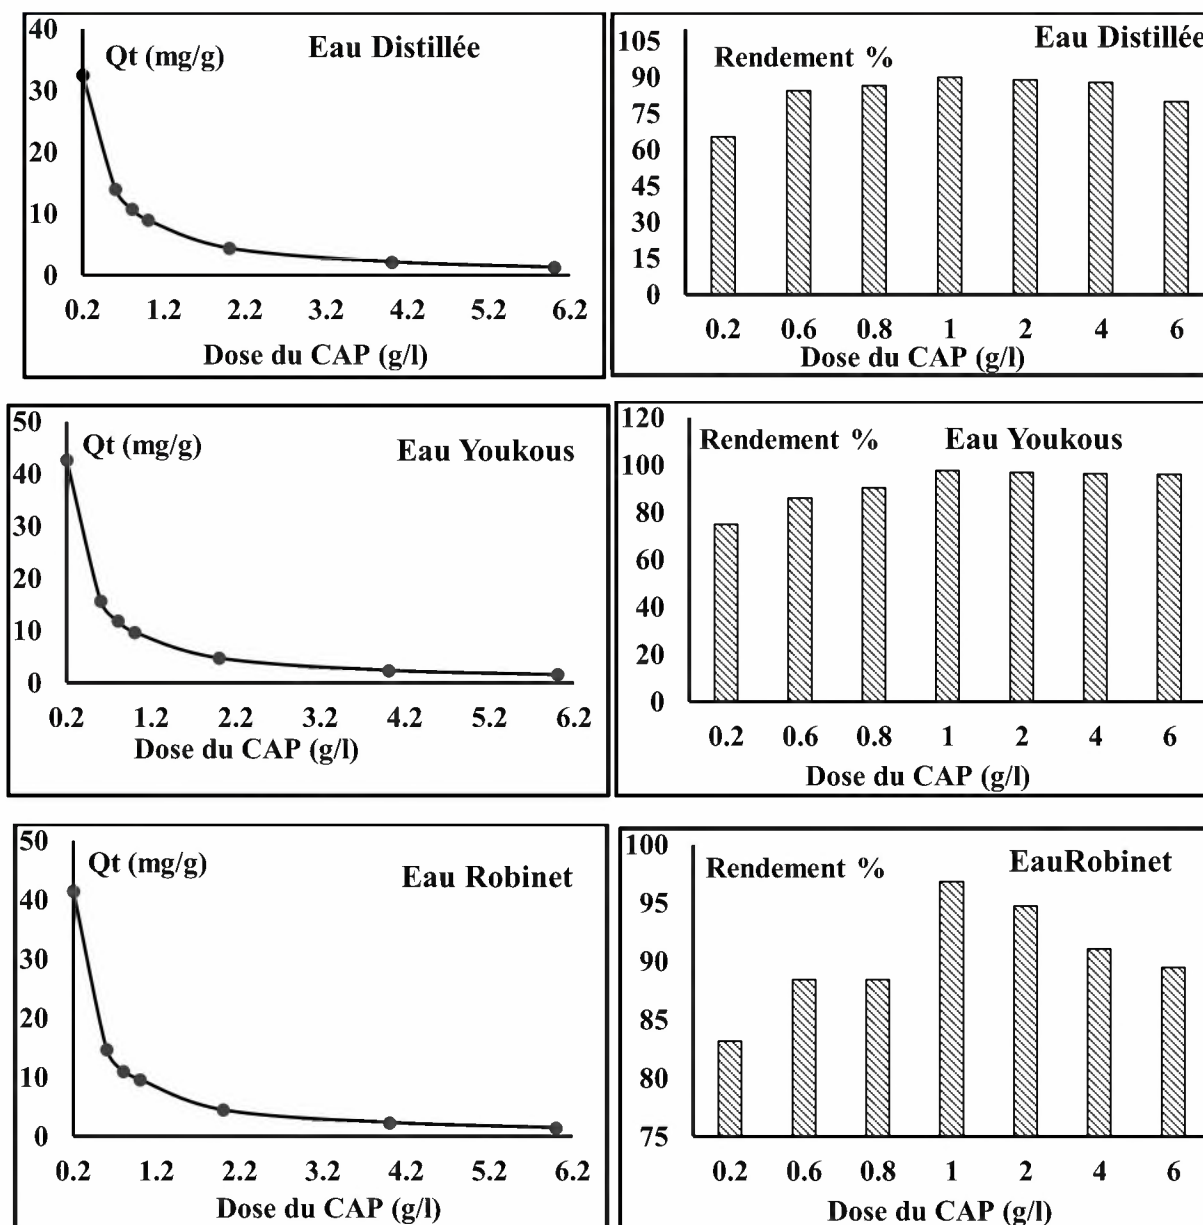 40
Qt (mg/g)
Eau Distillée
30
20
10
0
0.2 1.2 2.2 3.2 4.2 5.2 6.2
Dose du CAP (g/l)
105
Eau Distillée
90
Rendement %
75
60
45
30
15
0
0.2 0.6 0.8 1 2 4 6
Dose du CAP (g/l)
50
Qt (mg/g)
Eau Youkous
40
30
20
10
0
0.2 1.2 2.2 3.2 4.2 5.2 6.2
Dose du CAP (g/l)
120
Rendement %
Eau Youkous
100
80
60
40
20
0
0.2 0.6 0.8 1 2 4 6
Dose du CAP (g/l)
50
Qt (mg/g)
Eau Robinet
40
30
20
10
0
0.2 1.2 2.2 3.2 4.2 5.2 6.2
Dose du CAP (g/l)
100
Rendement %
EauRobinet
95
90
85
80
75
0.2 0.6 0.8 1 2 4 6
Dose du CAP (g/l)